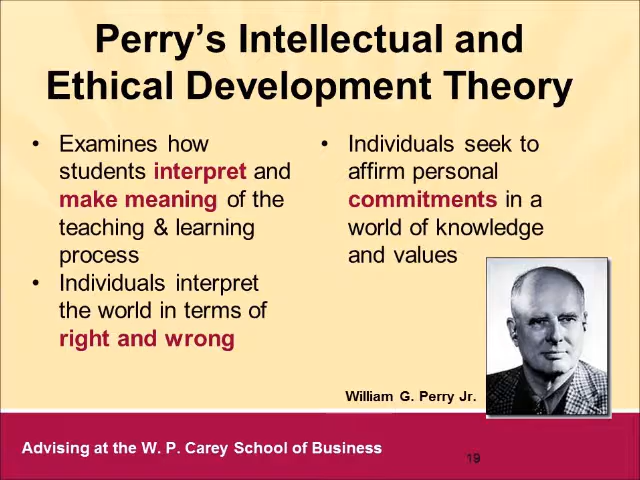 Perry’s Intellectual and
Ethical Development Theory
• Examines how
students interpret and
make meaning of the
teaching & learning
process
• Individuals interpret
the world in terms of
right and wrong
• Individuals seek to
affirm personal
commitments in a
world of knowledge
and values
William G. Perry Jr.
Advising at the W. P. Carey School of Business
19